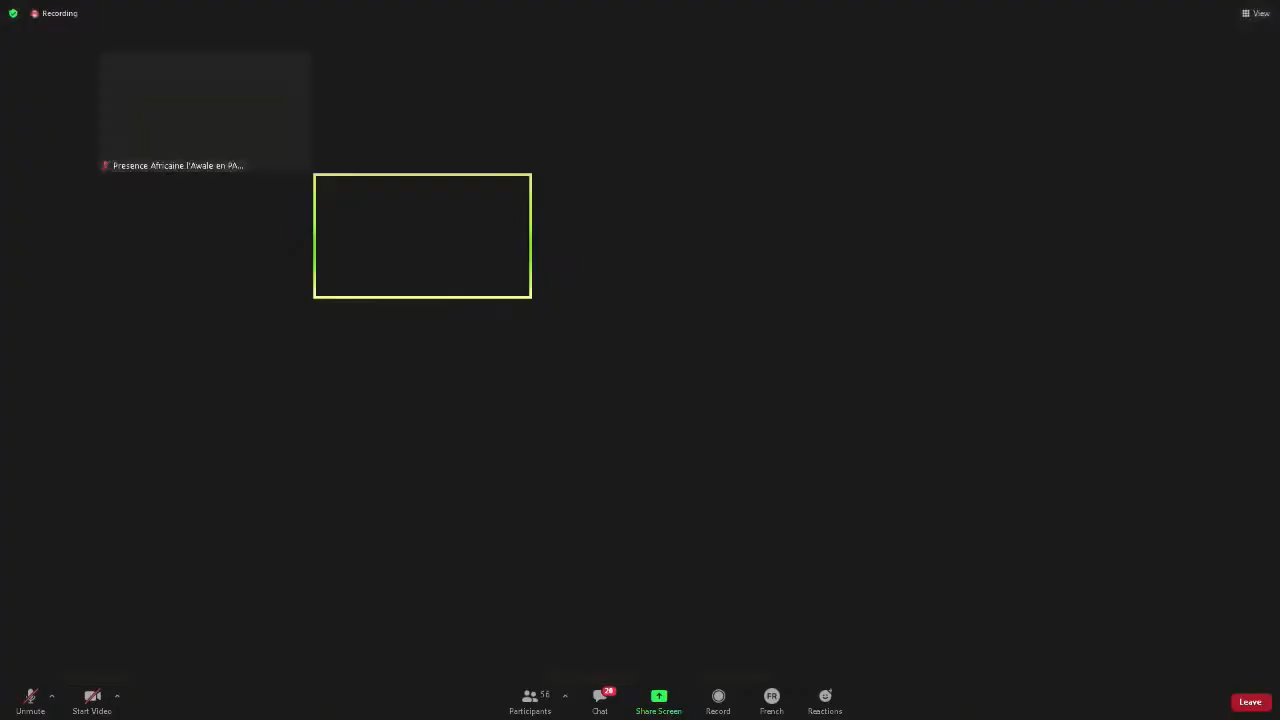 Recording
View
Presence Africaine l'Awale en PA...
56
26
FR
Unmute
Start Video
Participants
Chat
Share Screen
Record
French
Reactions
Leave